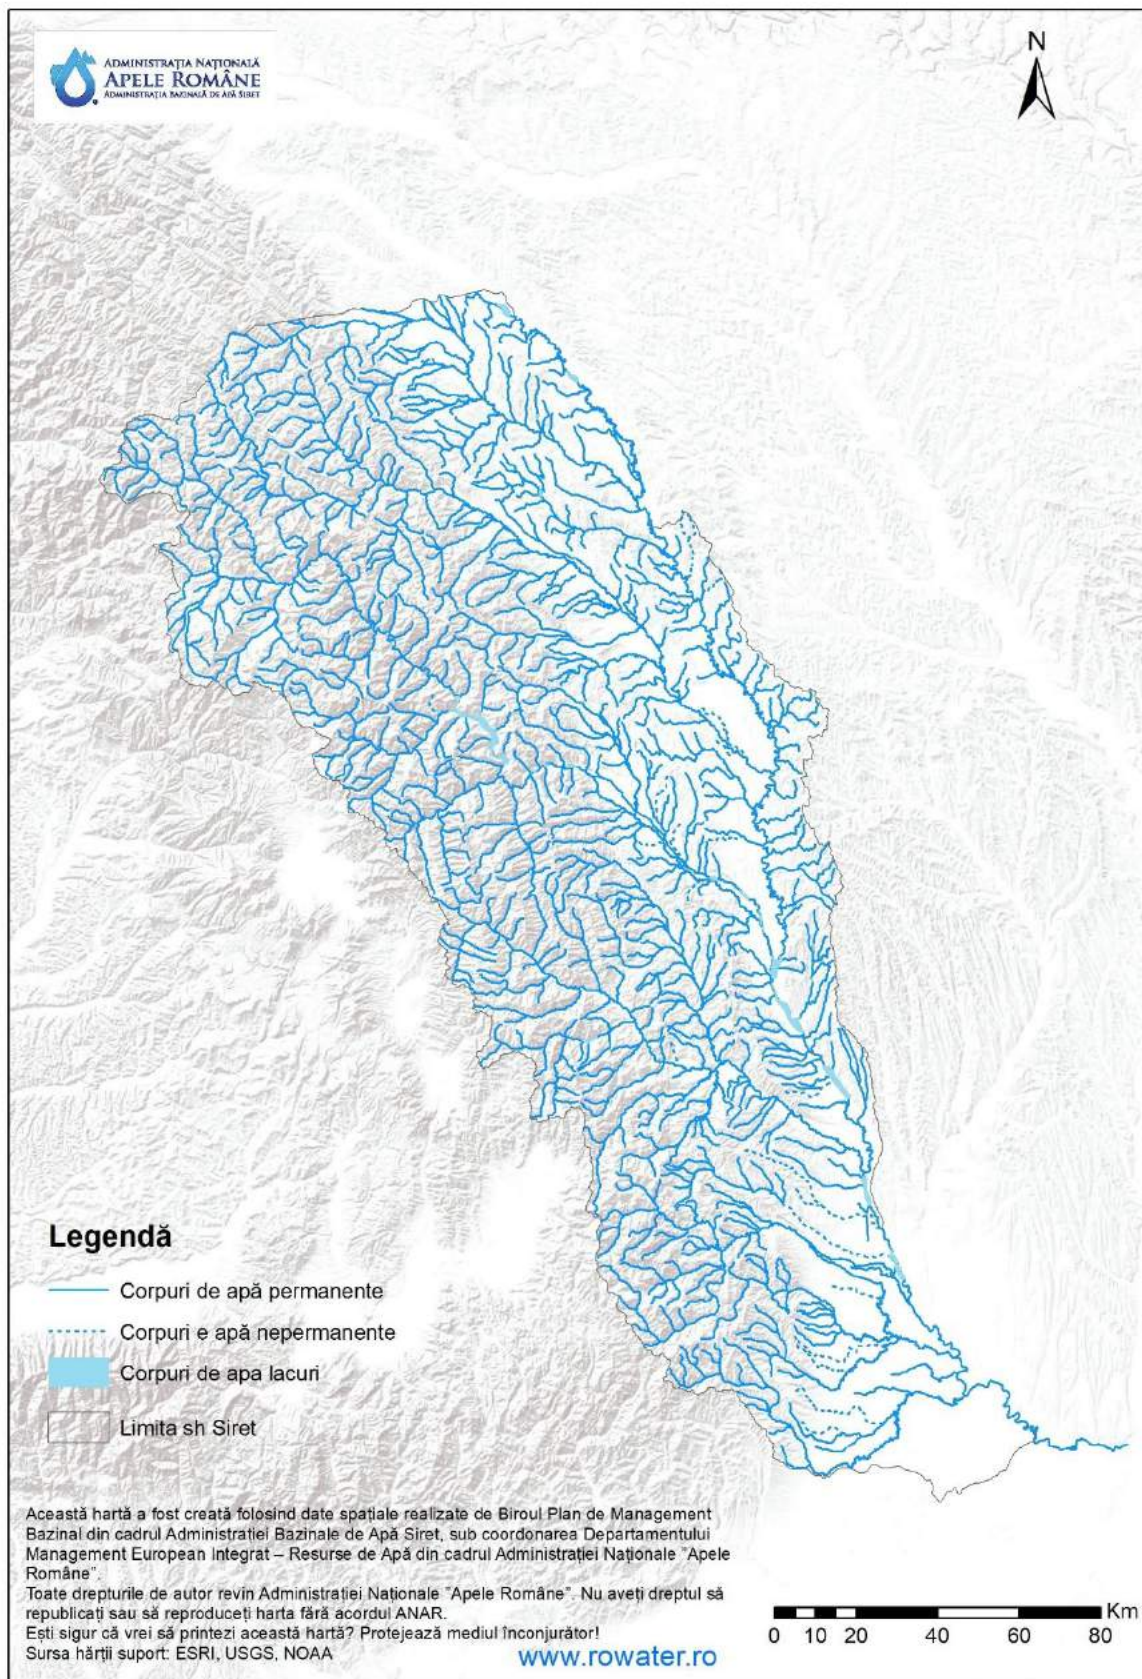 ADMINISTRAȚIA NAȚIONALĂ
APELE ROMÂNE
ADMINISTRAȚIA BAZINALĂ DE APĂ SIRET
N
Legendă
Corpuri de apă permanente
Corpuri e apă nepermanente
Corpuri de apa lacuri
Limita sh Siret
Această hartă a fost creată folosind date spațiale realizate de Biroul Plan de Management
Bazinal din cadrul Administrației Bazinale de Apă Siret, sub coordonarea Departamentului
Management European Integrat – Resurse de Apă din cadrul Administrației Naționale "Apele
Române".
Toate drepturile de autor revin Administrației Naționale "Apele Române". Nu aveți dreptul să
republicați sau să reproduceți harta fără acordul ANAR.
Ești sigur că vrei să printezi această hartă? Protejează mediul înconjurător!
Sursa hărții suport: ESRI, USGS, NOAA
www.rowater.ro
Km
0 10 20 40 60 80